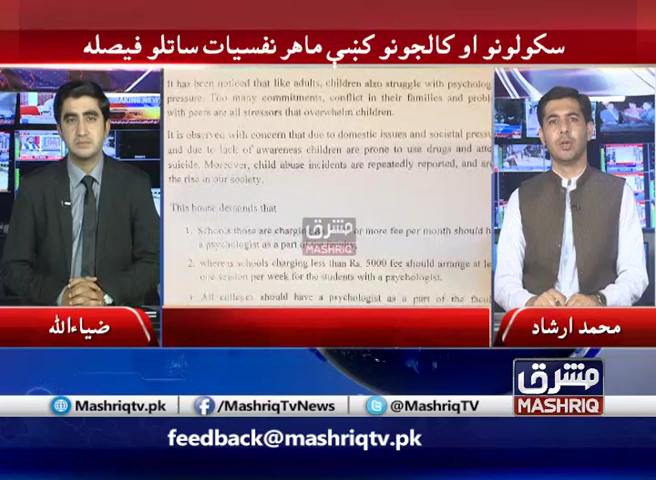 سکولونو او کالجونو کښې ماهر نفسیات ساتلو فیصله
It has been noticed that like adults, children also struggle with psycholog
pressure. Too many commitments, conflict in their families and probl
with peers are all stressors that overwhelm children.
It is observed with concern that due to domestic issues and societal pressu
and due to lack of awareness children are prone to use drugs and atte
suicide. Moreover, child abuse incidents are repeatedly reported, and are
the rise in our society.
This house demands that
1. Schools those are chargin or more fee per month should h
a psychologist as a part
2. whereas schools charging less than Rs. 5000 fee should arrange at le
one session per week for the students with a psychologist.
All colleges should have a psychologist as a part of the facul
مشرق
MASHRIQ
ضیاءالله
محمد ارشاد
مشرق
MASHRIQ
Mashriqtv.pk
/MashriqTvNews
@MashriqTV
feedback@mashriqtv.pk